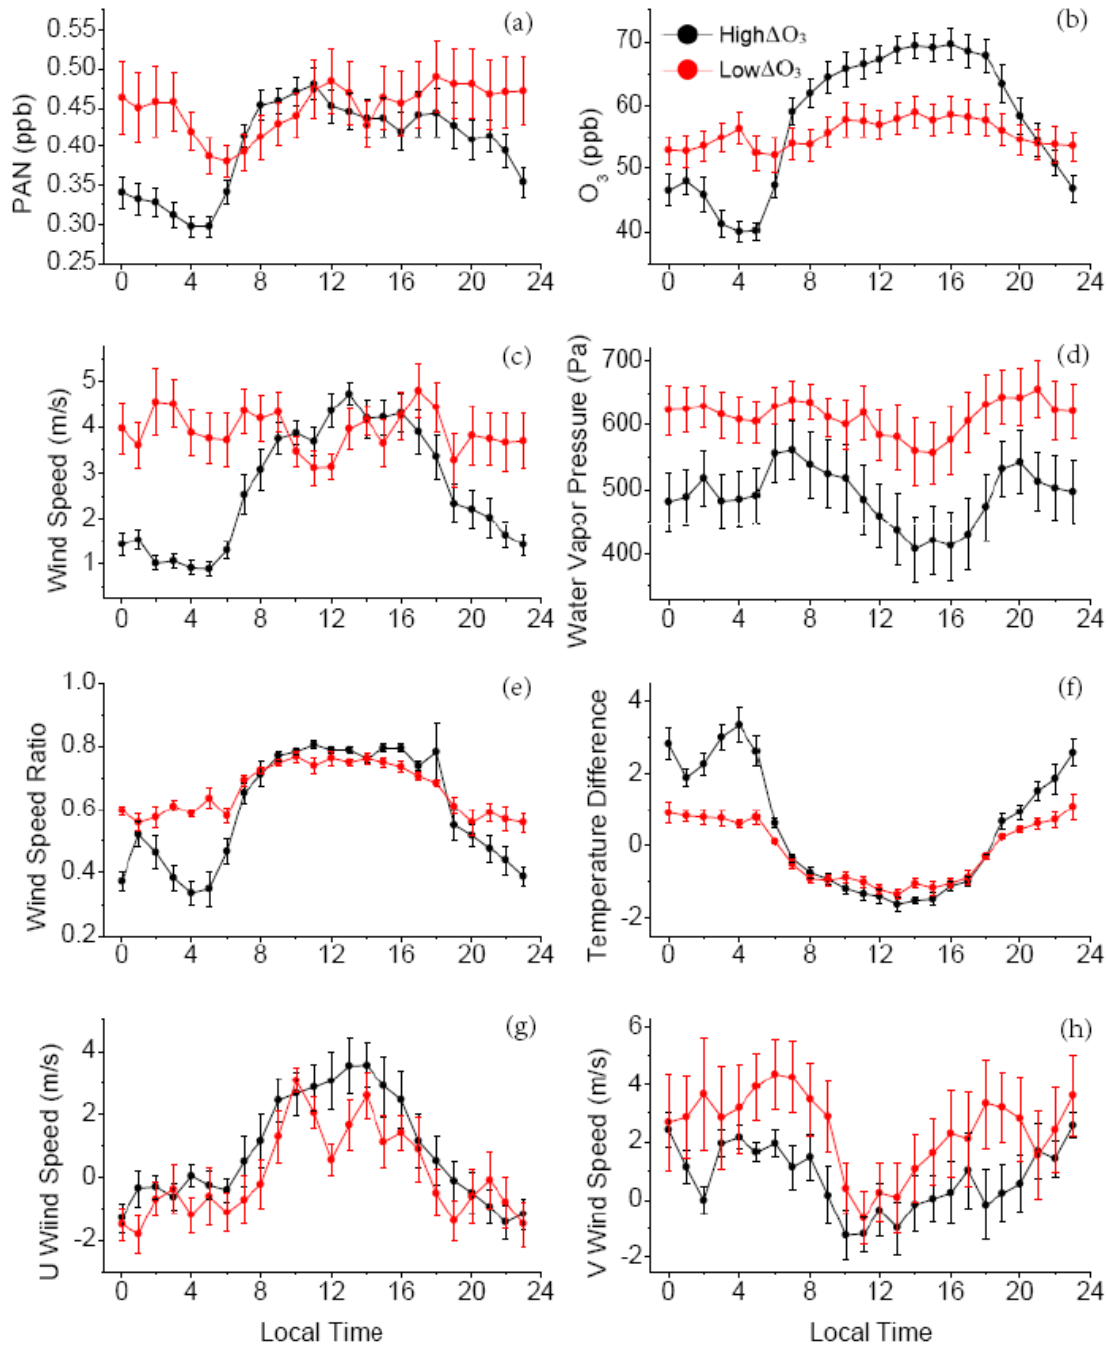 (a)
PAN (ppb)
0.55
0.50
0.45
0.40
0.35
0.30
0.25
0 4 8 12 16 20 24
(b)
HighΔO₃
LowΔO₃
O₃ (ppb)
70
60
50
40
0 4 8 12 16 20 24
(c)
Wind Speed (m/s)
5
4
3
2
1
0 4 8 12 16 20 24
(d)
Water Vapor Pressure (Pa)
700
600
500
400
0 4 8 12 16 20 24
(e)
Wind Speed Ratio
1.0
0.8
0.6
0.4
0.2
0 4 8 12 16 20 24
(f)
Temperature Difference
4
2
0
-2
0 4 8 12 16 20 24
(g)
U Wiind Speed (m/s)
4
2
0
-2
0 4 8 12 16 20 24
Local Time
(h)
V Wind Speed (m/s)
6
4
2
0
-2
0 4 8 12 16 20 24
Local Time